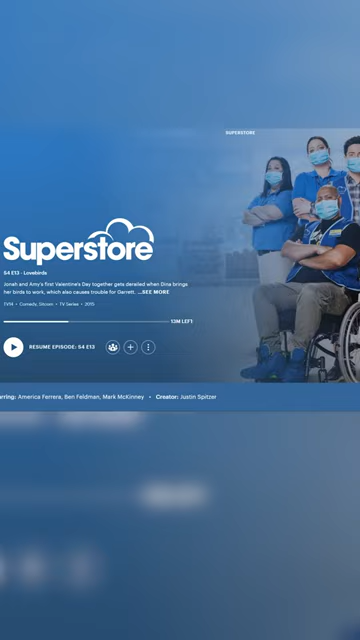 SUPERSTORE
Superstore
S4 E13 • Lovebirds
Jonah and Amy's first Valentine's Day together gets derailed when Dina brings
her birds to work, which also causes trouble for Garrett. ...SEE MORE
TV14 • Comedy, Sitcom • TV Series • 2015
13M LEFT
RESUME EPISODE: S4 E13
rring: America Ferrera, Ben Feldman, Mark McKinney • Creator: Justin Spitzer